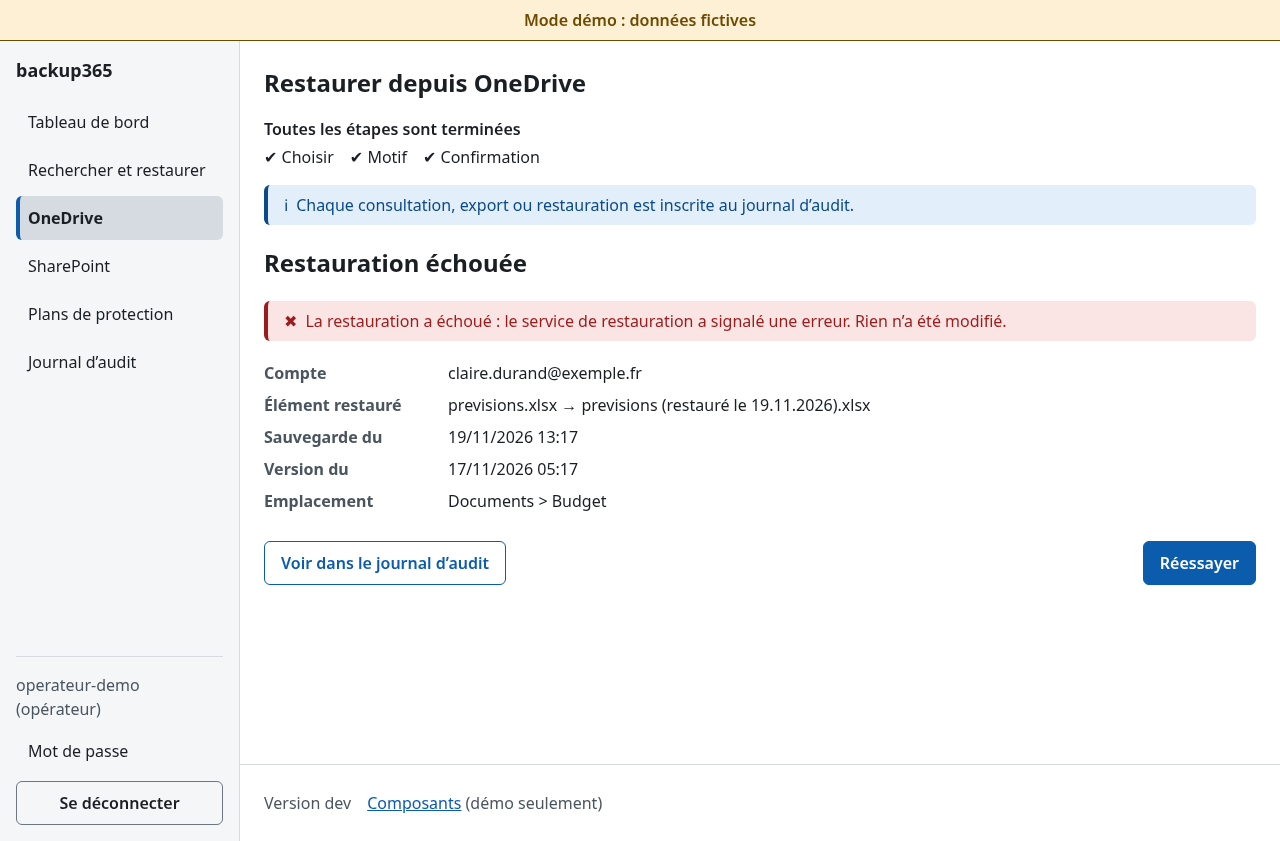 Mode démo : données fictives
backup365
Tableau de bord
Rechercher et restaurer
OneDrive
SharePoint
Plans de protection
Journal d’audit
operateur-demo
(opérateur)
Mot de passe
Se déconnecter
Restaurer depuis OneDrive
Toutes les étapes sont terminées
✔ Choisir ✔ Motif ✔ Confirmation
i Chaque consultation, export ou restauration est inscrite au journal d’audit.
Restauration échouée
✖ La restauration a échoué : le service de restauration a signalé une erreur. Rien n’a été modifié.
Compte claire.durand@exemple.fr
Élément restauré previsions.xlsx → previsions (restauré le 19.11.2026).xlsx
Sauvegarde du 19/11/2026 13:17
Version du 17/11/2026 05:17
Emplacement Documents > Budget
Voir dans le journal d’audit Réessayer
Version dev Composants (démo seulement)